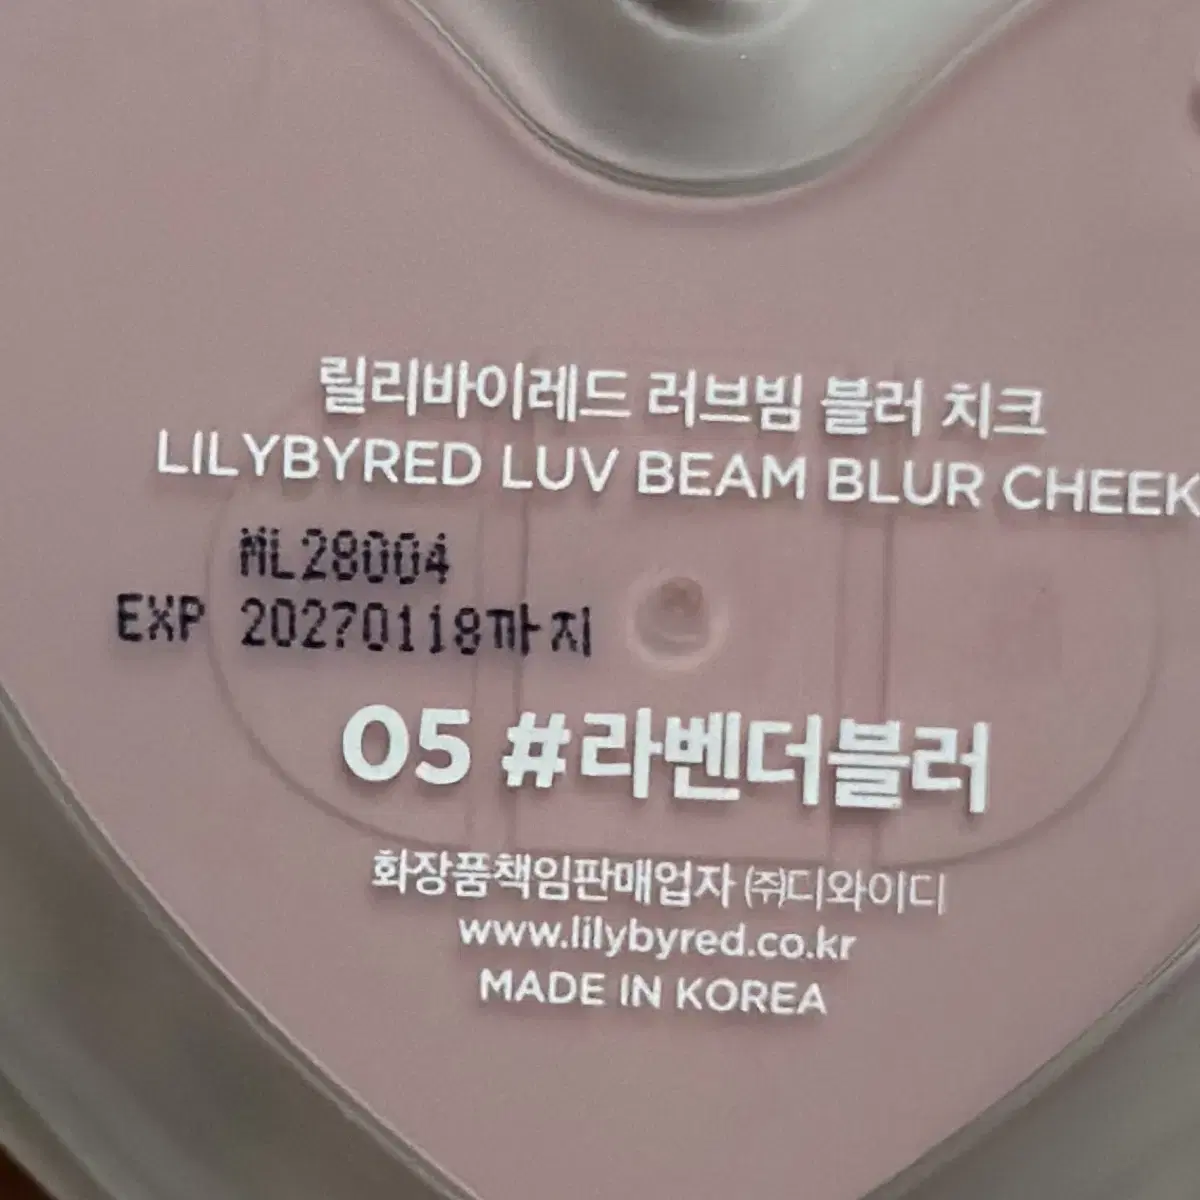 릴리바이레드 러브빔 블러 치크
LILYBYRED LUV BEAM BLUR CHEEK
ML28004
EXP 20270118까지
05 #라벤더블러
화장품책임판매업자 ㈜디와이디
www.lilybyred.co.kr
MADE IN KOREA